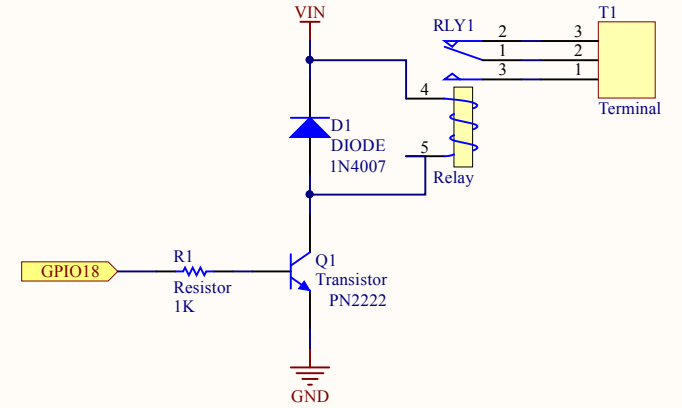 VIN
RLY1
T1
2
3
1
2
3
1
Terminal
4
D1
DIODE
1N4007
5
Relay
Q1
Transistor
PN2222
R1
GPIO18
Resistor
1K
GND